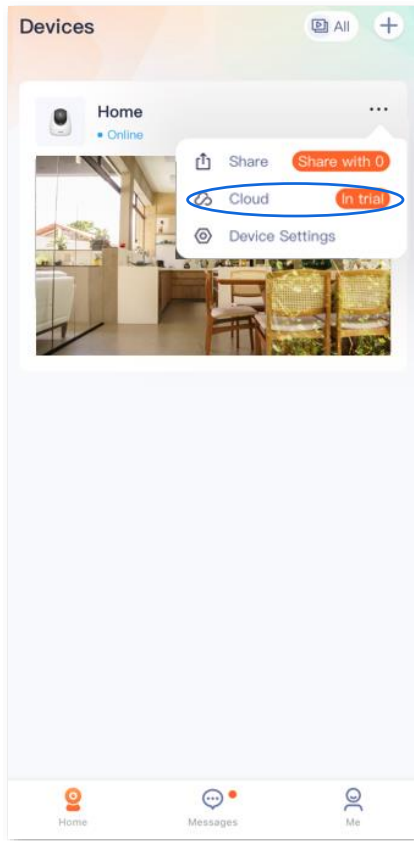 Devices
All
Home
Online
Share Share with 0
Cloud In trial
Device Settings
Home Messages Me